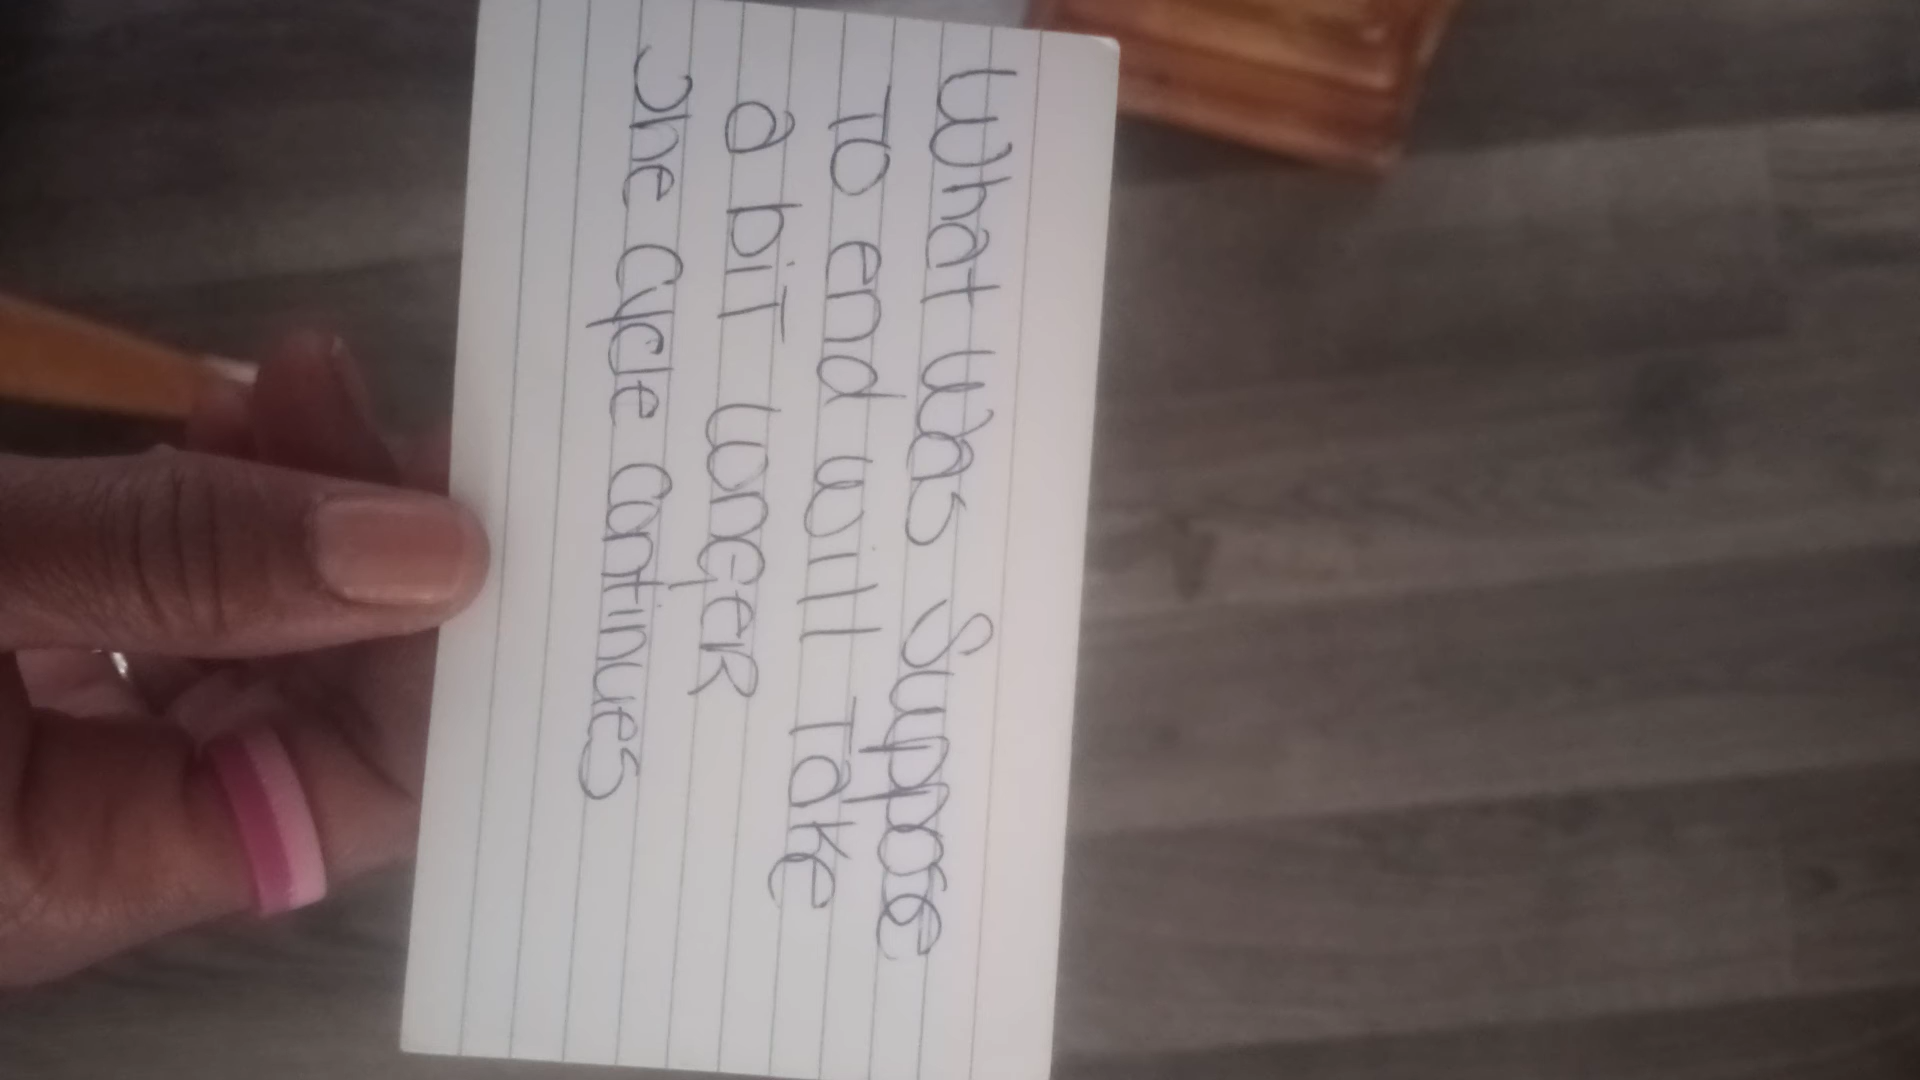 What was Suppose
To end will Take
a biT longeR
The Cycle Continues